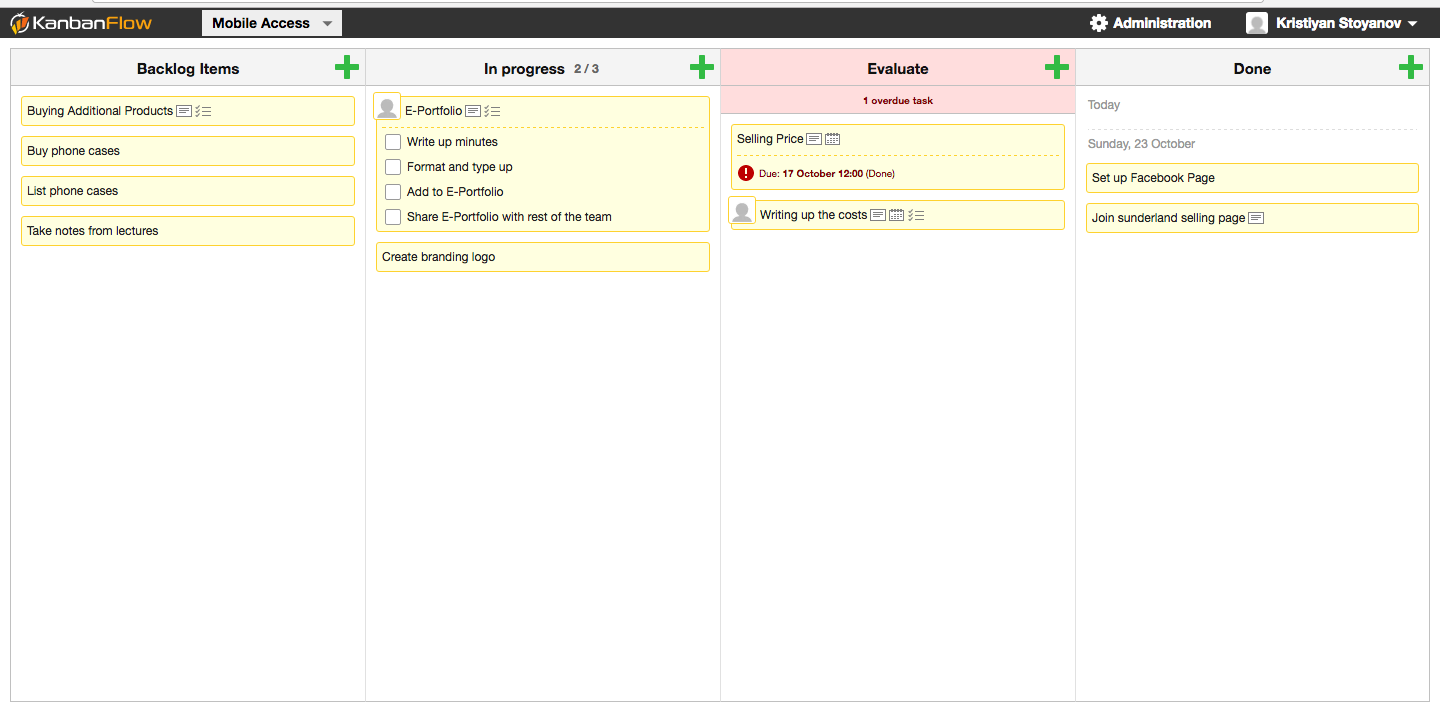 KanbanFlow
Mobile Access
Administration
Kristiyan Stoyanov
Backlog Items
Buying Additional Products
Buy phone cases
List phone cases
Take notes from lectures
In progress 2 / 3
E-Portfolio
Write up minutes
Format and type up
Add to E-Portfolio
Share E-Portfolio with rest of the team
Create branding logo
Evaluate
1 overdue task
Selling Price
Due: 17 October 12:00 (Done)
Writing up the costs
Done
Today
Sunday, 23 October
Set up Facebook Page
Join sunderland selling page